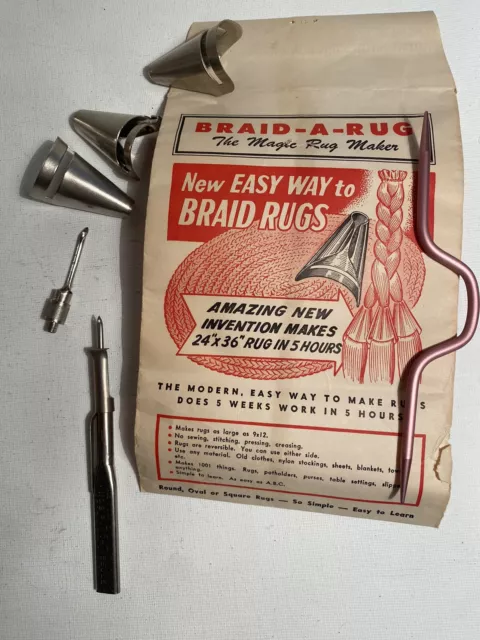 BRAID-A-RUG
The Magic Rug Maker
New EASY WAY to
BRAID RUGS
AMAZING NEW
INVENTION MAKES
24"x36" RUG IN 5 HOURS
THE MODERN, EASY WAY TO MAKE RUGS
DOES 5 WEEKS WORK IN 5 HOURS
• Makes rugs as large as 9x12.
• No sewing, stitching, pressing, creasing.
• Rugs are reversible. You can use either side.
• Use any material. Old clothes, nylon stockings, sheets, blankets,
etc.
• Makes 1001 things. Rugs, potholders, purses, table settings,
anything.
• Simple to learn. As easy as A.B.C.
Round, Oval or Square Rugs — So Simple — Easy to Learn